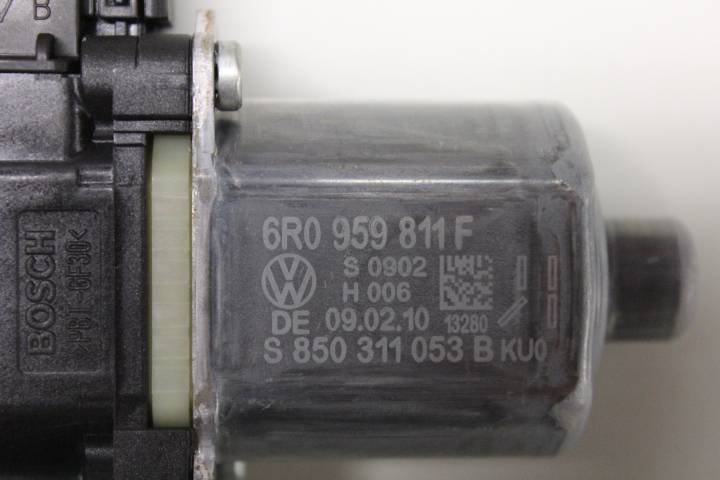 /B
BOSCH
>PBT-GF30<
6R0 959 811 F
S 0902
H 006
DE 09.02.10 13280
S 850 311 053 B KU0